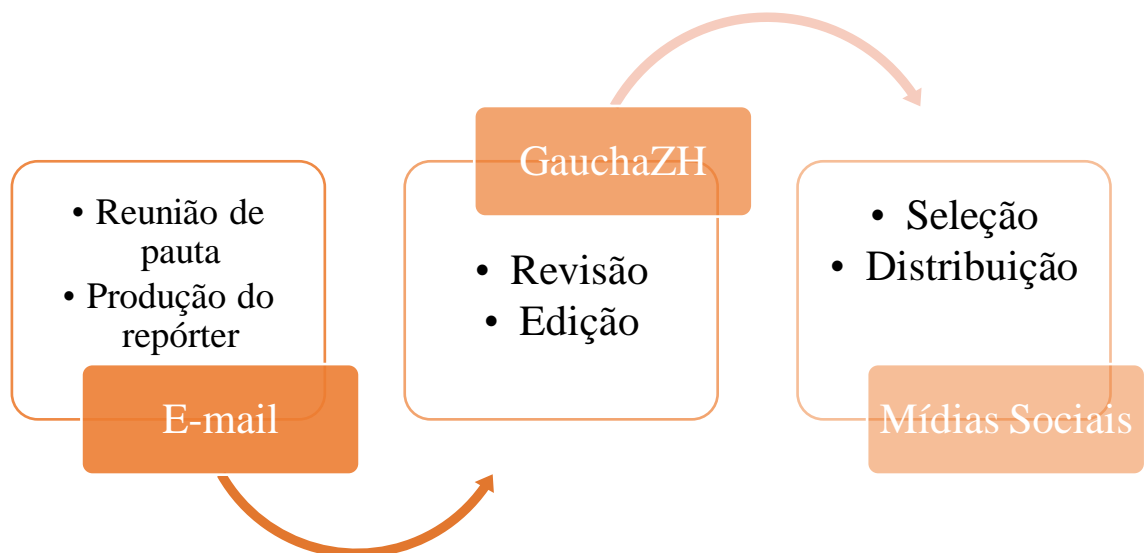 • Reunião de
pauta
• Produção do
repórter
E-mail
GauchaZH
• Revisão
• Edição
• Seleção
• Distribuição
Mídias Sociais